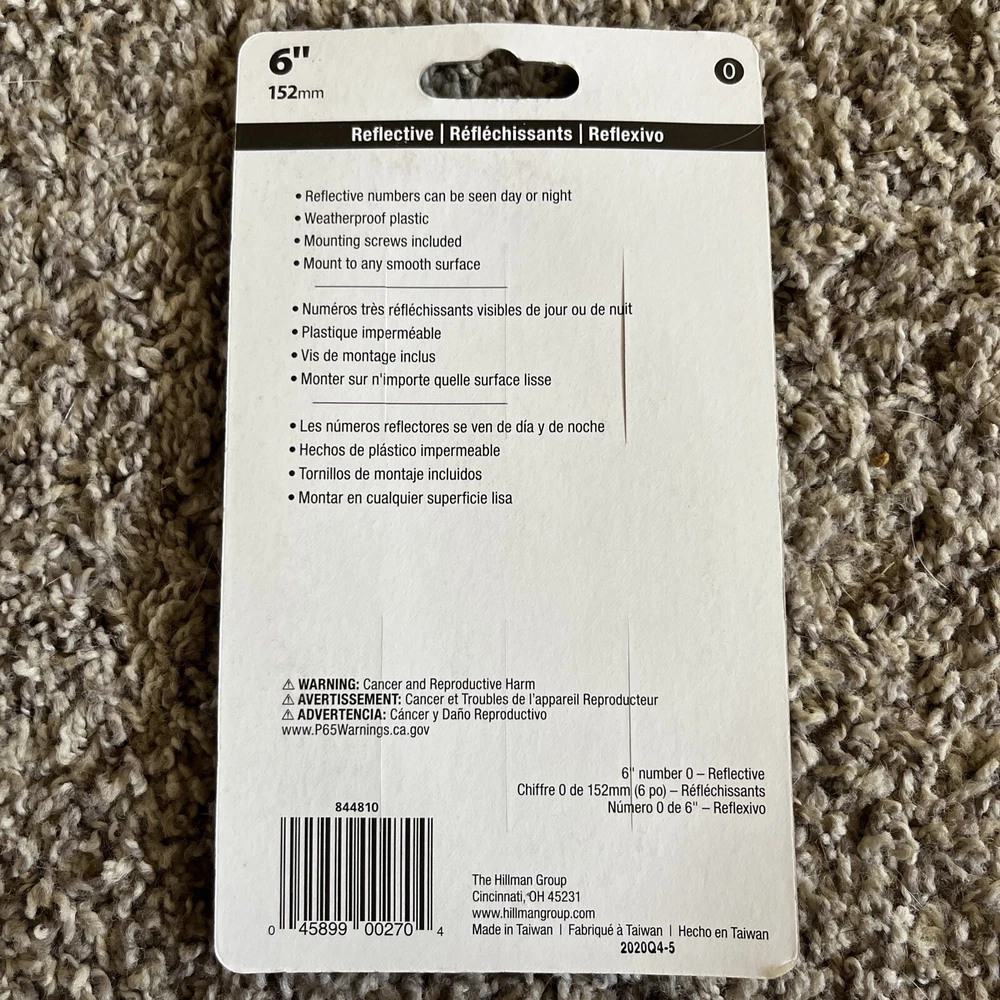 6"
0
152mm
Reflective | Réfléchissants | Reflexivo
• Reflective numbers can be seen day or night
• Weatherproof plastic
• Mounting screws included
• Mount to any smooth surface
• Numéros très réfléchissants visibles de jour ou de nuit
• Plastique imperméable
• Vis de montage inclus
• Monter sur n'importe quelle surface lisse
• Les números reflectores se ven de día y de noche
• Hechos de plástico impermeable
• Tornillos de montaje incluidos
• Montar en cualquier superficie lisa
⚠ WARNING: Cancer and Reproductive Harm
⚠ AVERTISSEMENT: Cancer et Troubles de l'appareil Reproducteur
⚠ ADVERTENCIA: Cáncer y Daño Reproductivo
www.P65Warnings.ca.gov
6" number 0 – Reflective
Chiffre 0 de 152mm (6 po) – Réfléchissants
Número 0 de 6" – Reflexivo
844810
0 45899 00270 4
The Hillman Group
Cincinnati, OH 45231
www.hillmangroup.com
Made in Taiwan | Fabriqué à Taiwan | Hecho en Taiwan
2020Q4-5